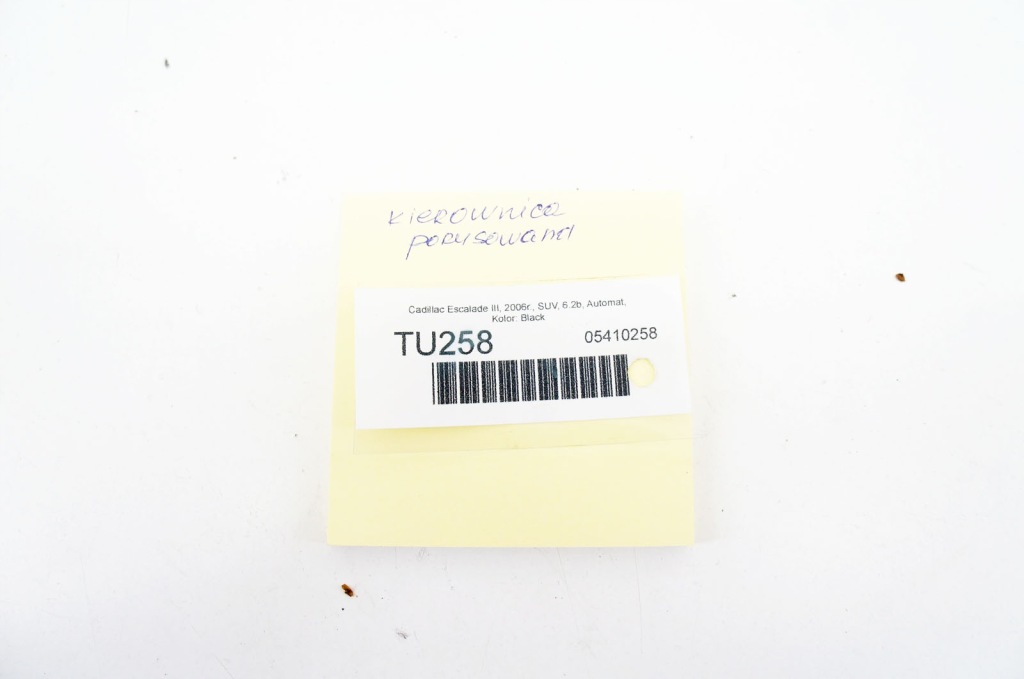 kierownica
porysowana
Cadillac Escalade III, 2006r., SUV, 6.2b, Automat,
Kolor: Black
TU258 05410258